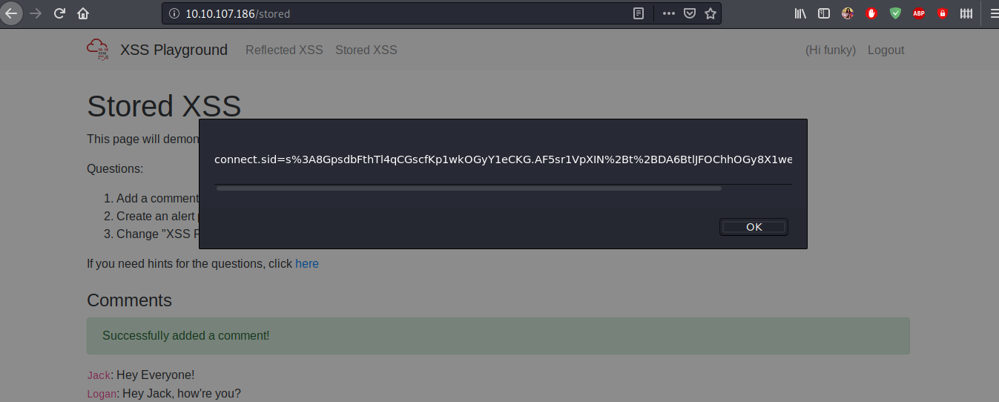 10.10.107.186/stored
ABP
XSS Playground Reflected XSS Stored XSS (Hi funky) Logout
Stored XSS
This page will demon
connect.sid=s%3A8GpsdbFthTl4qCGscfKp1wkOGyY1eCKG.AF5sr1VpXIN%2Bt%2BDA6BtlJFOChhOGy8X1we
Questions:
1. Add a comment
2. Create an alert
3. Change "XSS
OK
If you need hints for the questions, click here
Comments
Successfully added a comment!
Jack: Hey Everyone!
Logan: Hey Jack, how're you?